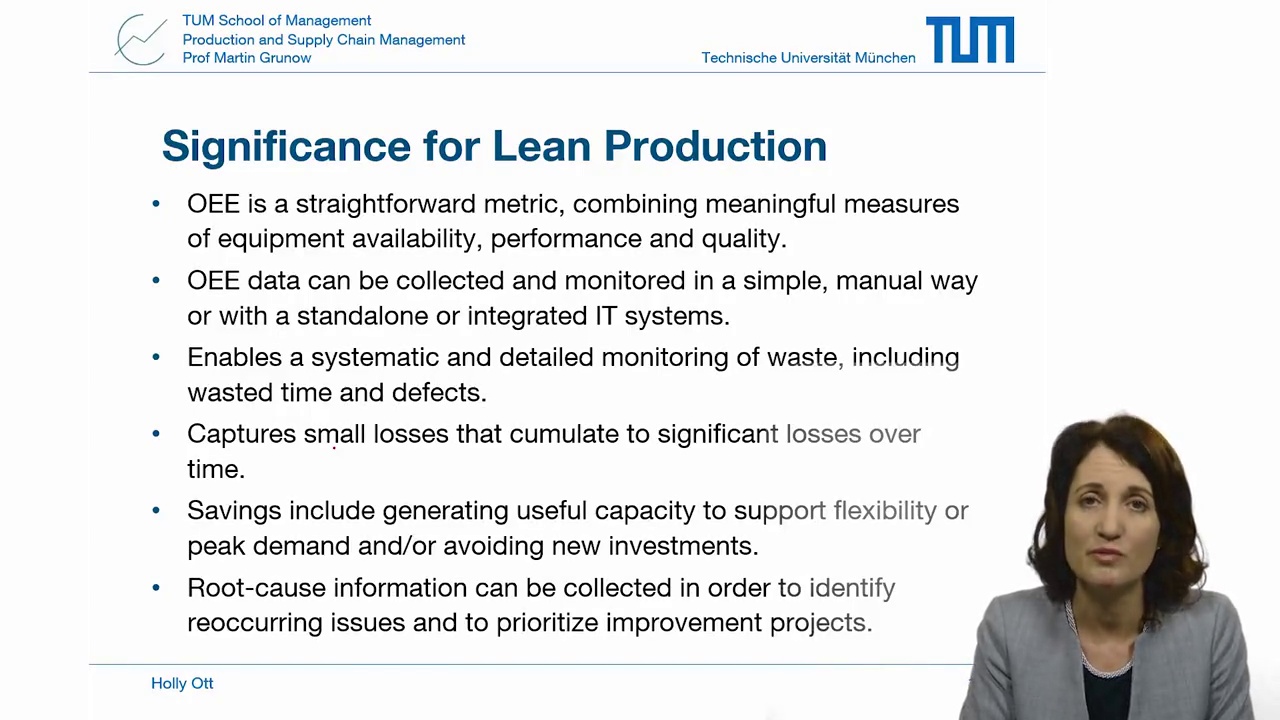 TUM School of Management
Production and Supply Chain Management
Prof Martin Grunow
Technische Universität München
TUM
Significance for Lean Production
• OEE is a straightforward metric, combining meaningful measures
of equipment availability, performance and quality.
• OEE data can be collected and monitored in a simple, manual way
or with a standalone or integrated IT systems.
• Enables a systematic and detailed monitoring of waste, including
wasted time and defects.
• Captures small losses that cumulate to significant losses over
time.
• Savings include generating useful capacity to support flexibility or
peak demand and/or avoiding new investments.
• Root-cause information can be collected in order to identify
reoccurring issues and to prioritize improvement projects.
Holly Ott